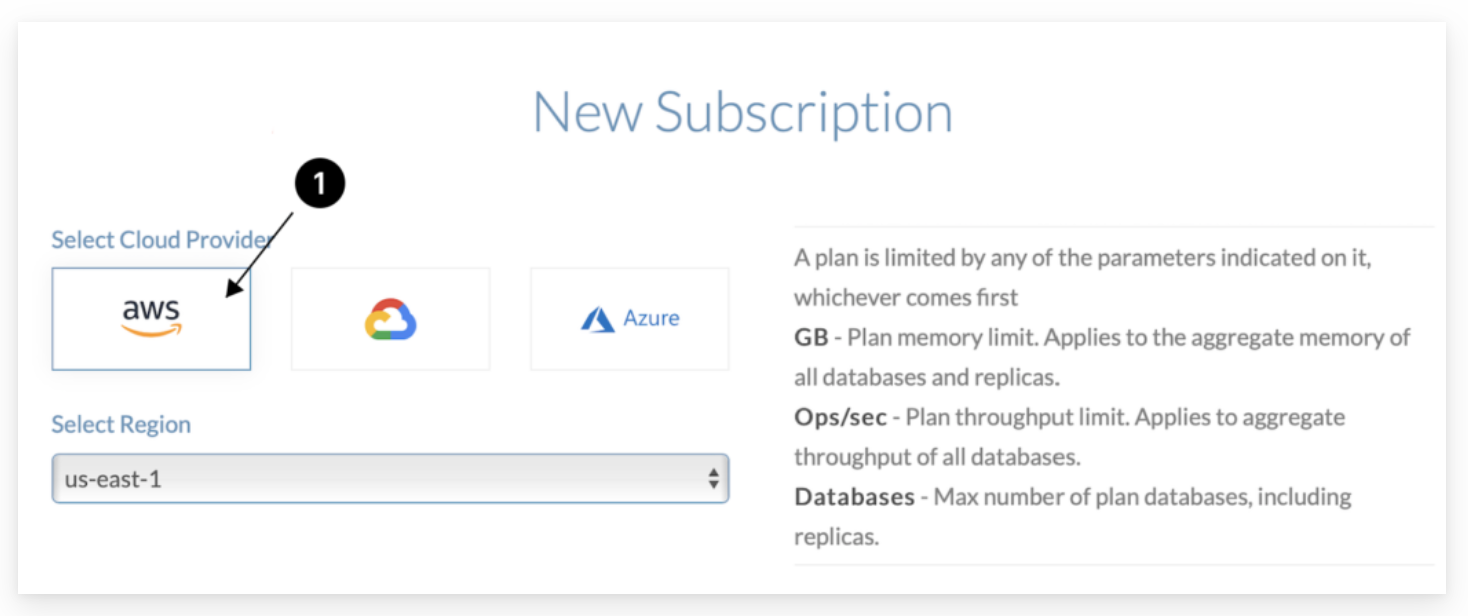 New Subscription
1
Select Cloud Provider
aws
Azure
Select Region
us-east-1
A plan is limited by any of the parameters indicated on it,
whichever comes first
GB - Plan memory limit. Applies to the aggregate memory of
all databases and replicas.
Ops/sec - Plan throughput limit. Applies to aggregate
throughput of all databases.
Databases - Max number of plan databases, including
replicas.